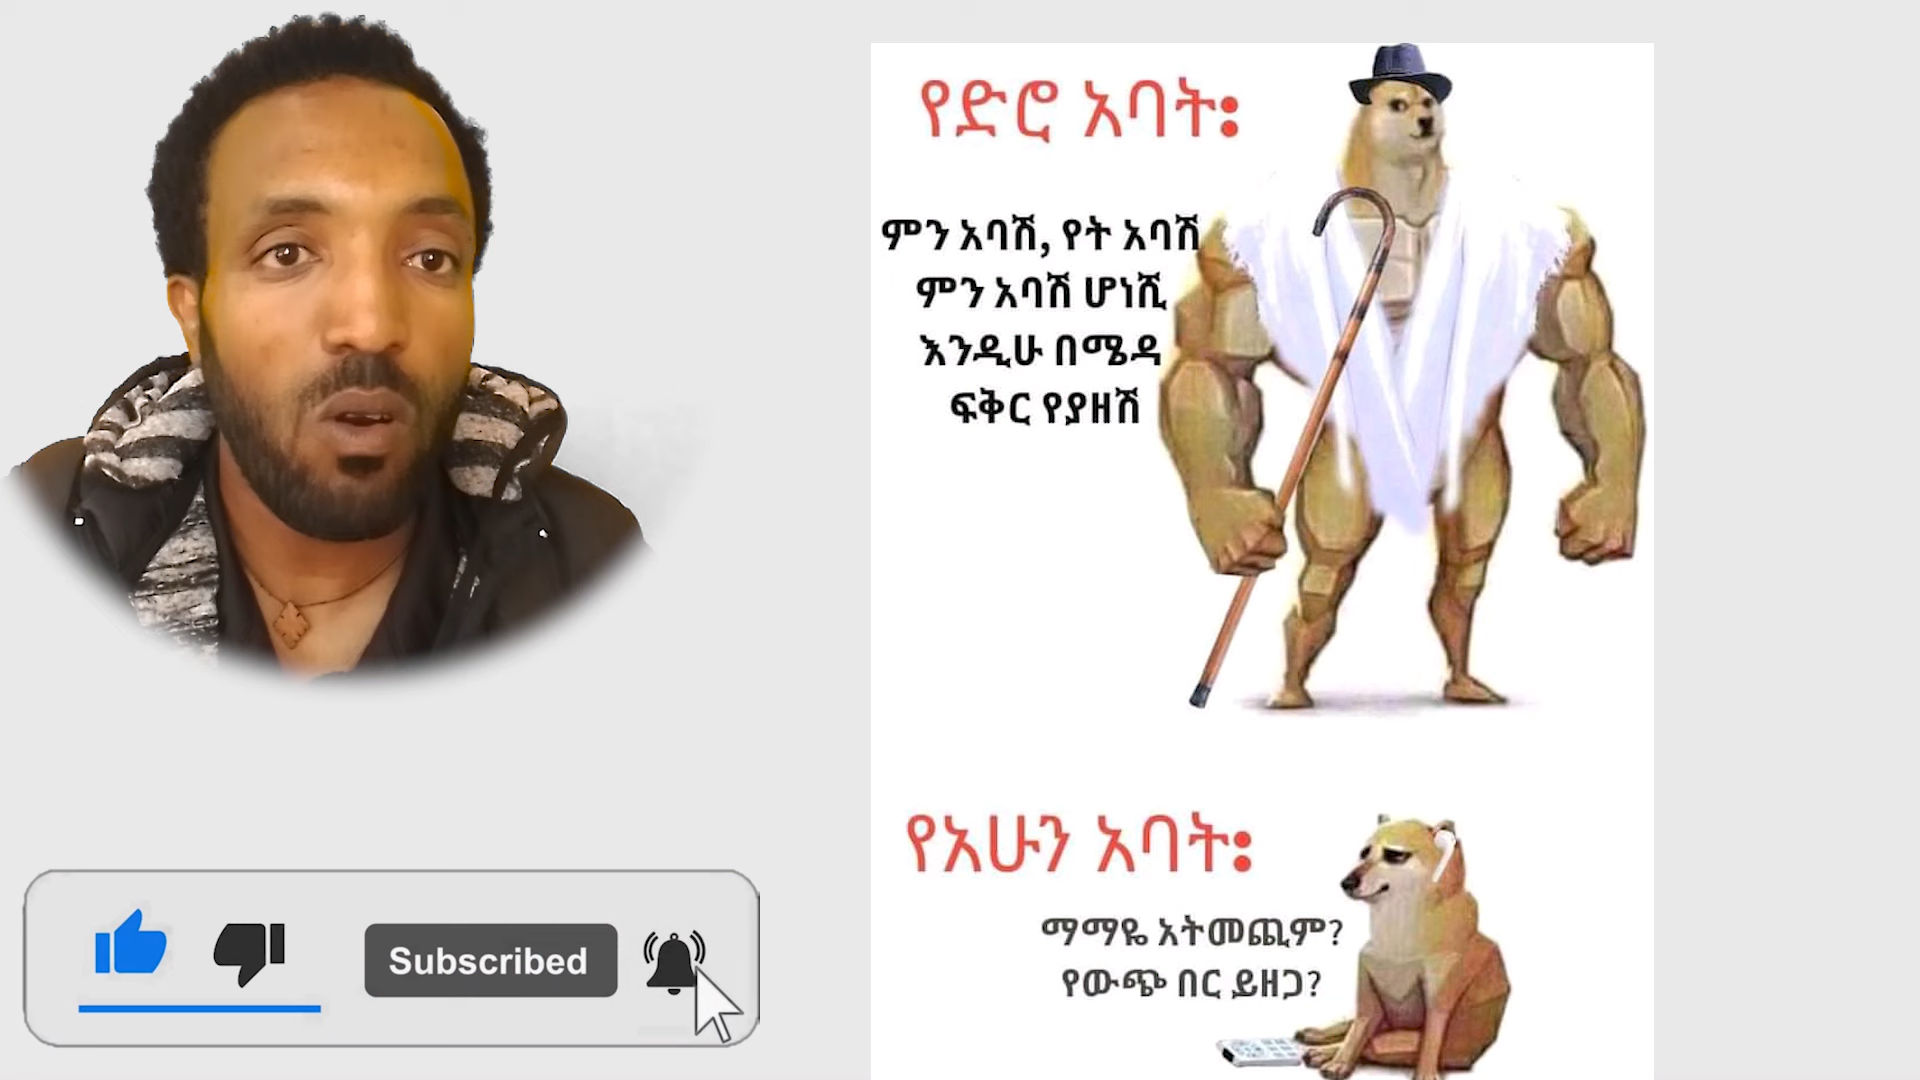 የድሮ አባት፡
ምን አባሽ, የት አባሽ
ምን አባሽ ሆነሺ
እንዲሁ በሜዳ
ፍቅር የያዘሽ
የአሁን አባት፡
ማማዬ አትመጪም?
የውጭ በር ይዘጋ?
Subscribed